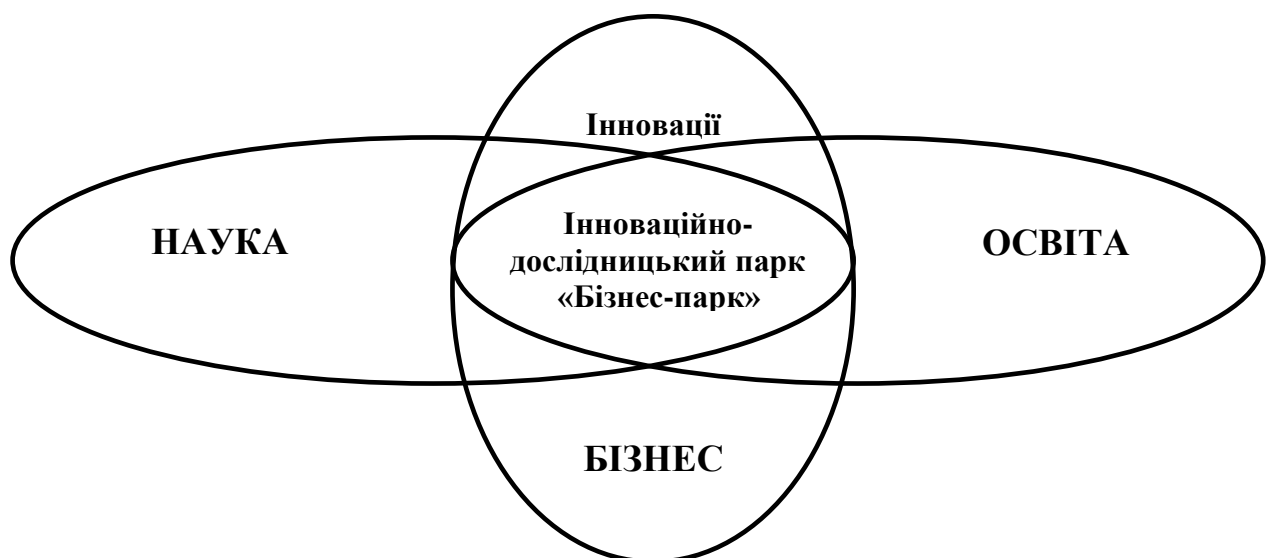 Інновації
НАУКА
Інноваційно-
дослідницький парк
«Бізнес-парк»
ОСВІТА
БІЗНЕС